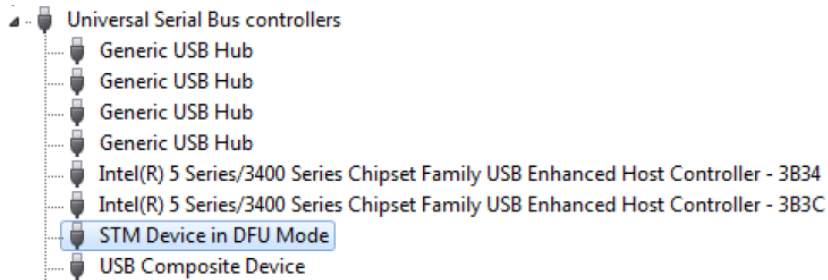 Universal Serial Bus controllers
Generic USB Hub
Generic USB Hub
Generic USB Hub
Generic USB Hub
Intel(R) 5 Series/3400 Series Chipset Family USB Enhanced Host Controller - 3B34
Intel(R) 5 Series/3400 Series Chipset Family USB Enhanced Host Controller - 3B3C
STM Device in DFU Mode
USB Composite Device